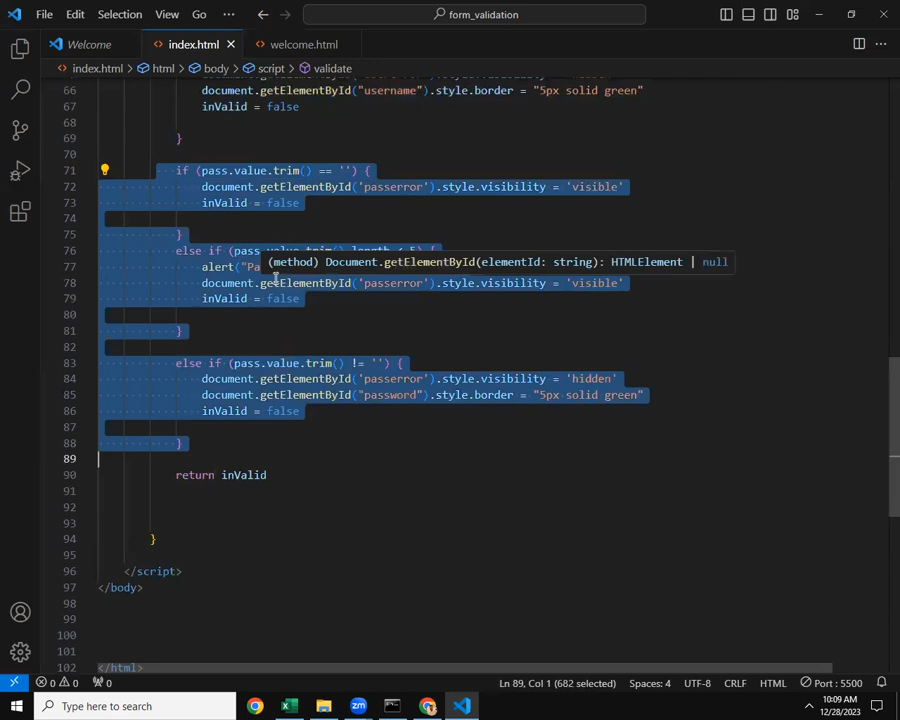 File Edit Selection View Go ··· form_validation
Welcome index.html welcome.html
index.html > html > body > script > validate
66 document.getElementById("username").style.border = "5px solid green"
67 inValid = false
68
69 }
70
71 if (pass.value.trim() == '') {
72 document.getElementById('passerror').style.visibility = 'visible'
73 inValid = false
74
75 }
76 else if (pass.value.trim().length < 5) {
(method) Document.getElementById(elementId: string): HTMLElement | null
77 alert("Pa
78 document.getElementById('passerror').style.visibility = 'visible'
79 inValid = false
80
81 }
82
83 else if (pass.value.trim() != '') {
84 document.getElementById('passerror').style.visibility = 'hidden'
85 document.getElementById("password").style.border = "5px solid green"
86 inValid = false
87
88 }
89
90 return inValid
91
92
93
94 }
95
96 </script>
97 </body>
98
99
100
101
102 </html>
0 0 0 Ln 89, Col 1 (682 selected) Spaces: 4 UTF-8 CRLF HTML Port : 5500
Type here to search zm 10:09 AM
12/28/2023